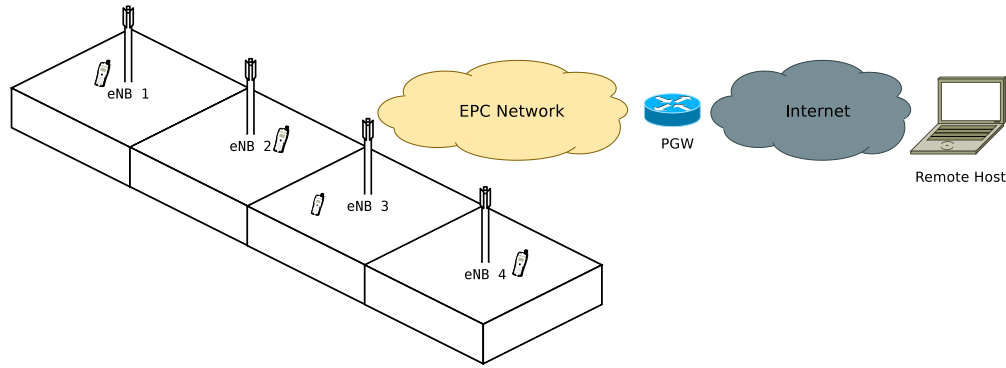 eNB 1
eNB 2
eNB 3
eNB 4
EPC Network
PGW
Internet
Remote Host